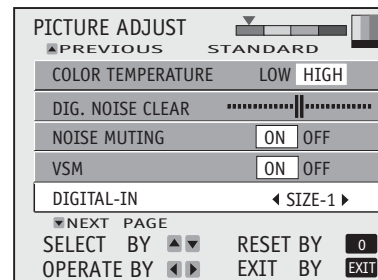 PICTURE ADJUST
PREVIOUS STANDARD
COLOR TEMPERATURE LOW HIGH
DIG. NOISE CLEAR
NOISE MUTING ON OFF
VSM ON OFF
DIGITAL-IN SIZE-1
NEXT PAGE
SELECT BY RESET BY 0
OPERATE BY EXIT BY EXIT